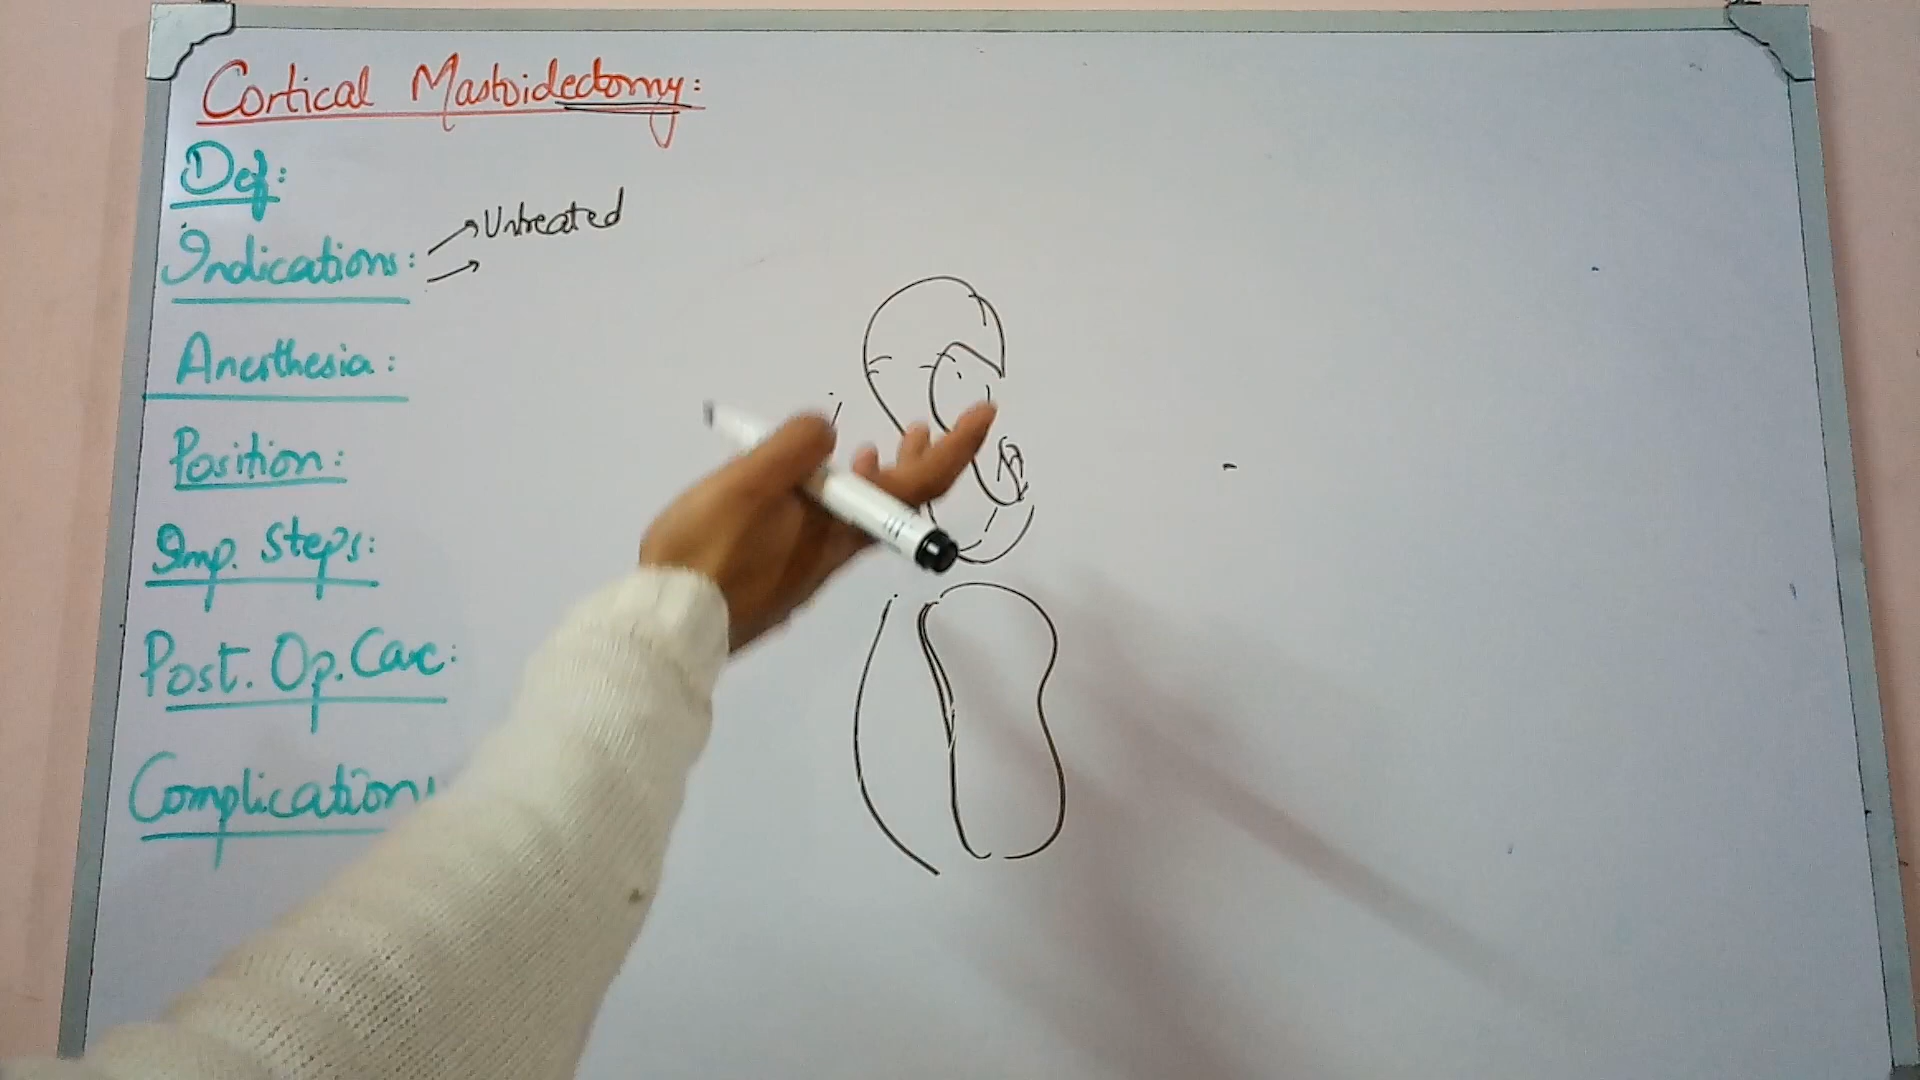 Cortical Mastoidectomy:
Def:
Indications: Untreated
Anesthesia:
Position:
Imp. Steps:
Post. Op. Care:
Complication